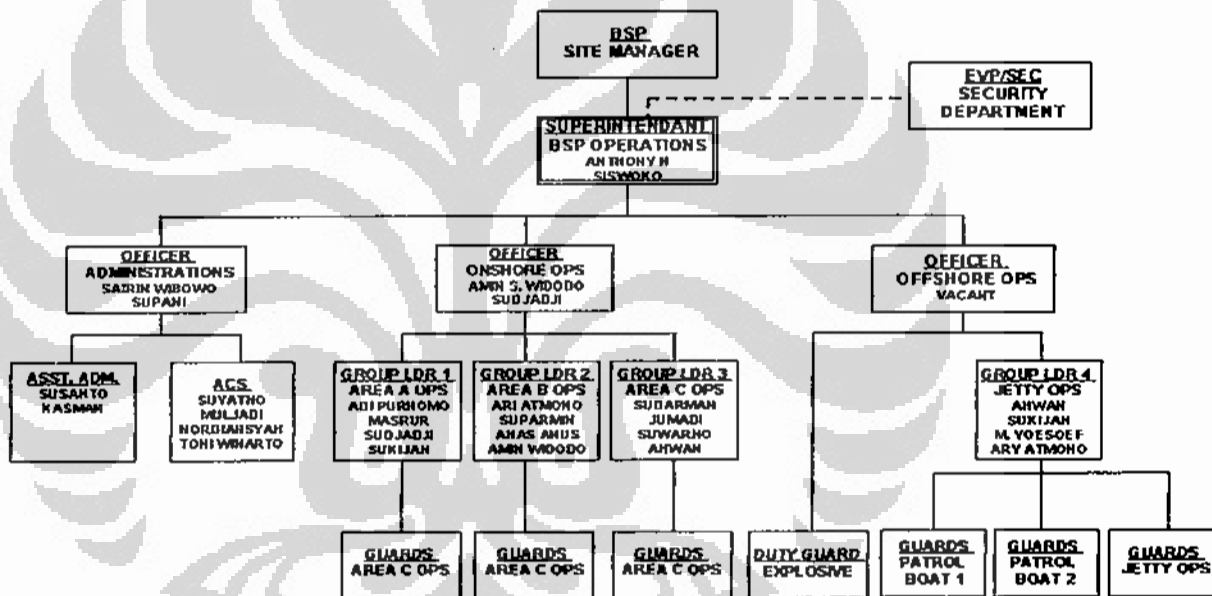 BSP
SITE MANAGER
EVP/SEC
SECURITY
DEPARTMENT
SUPERINTENDANT
BSP OPERATIONS
ANTHONY N
SISWOKO
OFFICER
ADMINISTRATIONS
SAIRIN WIBOWO
SUPANI
OFFICER
ONSHORE OPS
AMIN S. WIDODO
SUDJADJI
OFFICER
OFFSHORE OPS
VACANT
ASST. ADM.
SUSANTO
KASMAN
ACS
SUYATNO
MULJADI
NORDIANSYAH
TONI WINARTO
GROUP LDR 1
AREA A OPS
ADI PURNOMO
MASRUR
SUDJADJI
SUKIJAN
GROUP LDR 2
AREA B OPS
ARI ATMONO
SUPARMIN
ANAS ANUS
AMIN WIDODO
GROUP LDR 3
AREA C OPS
SUDARMAN
JUMADI
SUWARNO
ANWAN
GROUP LDR 4
JETTY OPS
ANWAN
SUKIJAN
M. YOESOEF
ARY ATMONO
GUARDS
AREA C OPS
GUARDS
AREA C OPS
GUARDS
AREA C OPS
DUTY GUARD
EXPLOSIVE
GUARDS
PATROL
BOAT 1
GUARDS
PATROL
BOAT 2
GUARDS
JETTY OPS